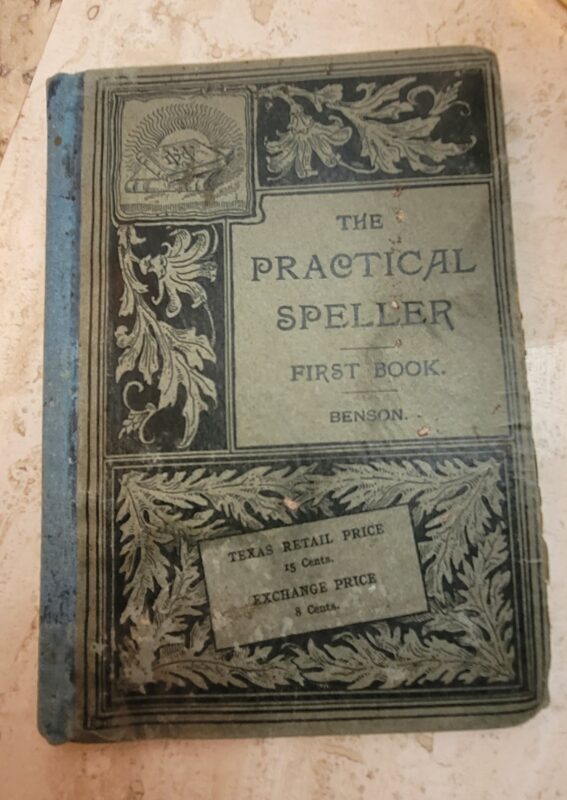 THE
PRACTICAL
SPELLER
FIRST BOOK.
BENSON.
TEXAS RETAIL PRICE
15 Cents.
EXCHANGE PRICE
8 Cents.